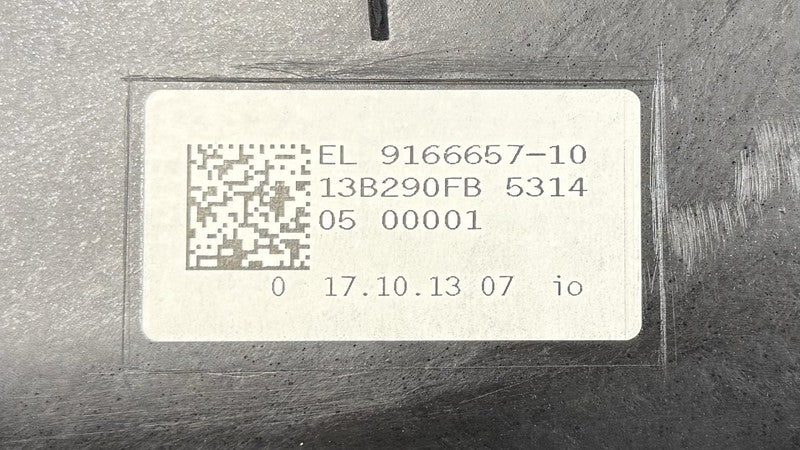 EL 9166657-10
13B290FB 5314
05 00001
0 17.10.13 07 io